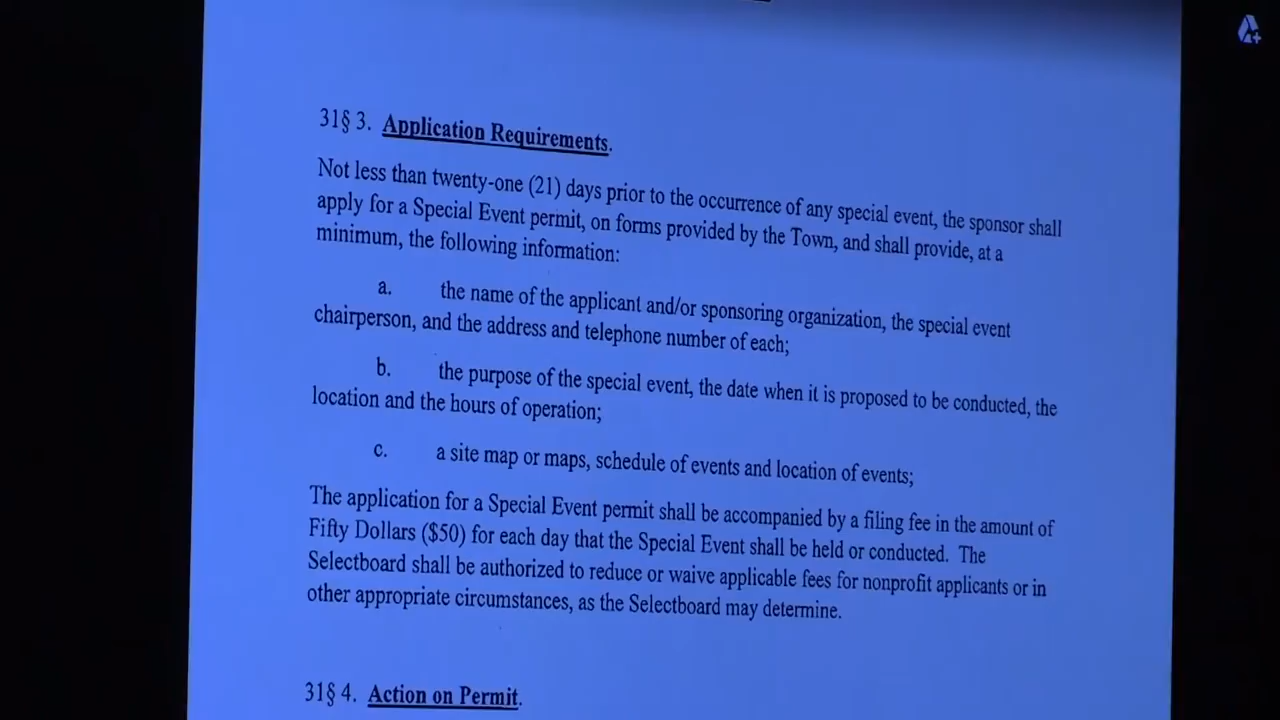 31§ 3. Application Requirements.
Not less than twenty-one (21) days prior to the occurrence of any special event, the sponsor shall
apply for a Special Event permit, on forms provided by the Town, and shall provide, at a
minimum, the following information:
a. the name of the applicant and/or sponsoring organization, the special event
chairperson, and the address and telephone number of each;
b. the purpose of the special event, the date when it is proposed to be conducted, the
location and the hours of operation;
c. a site map or maps, schedule of events and location of events;
The application for a Special Event permit shall be accompanied by a filing fee in the amount of
Fifty Dollars ($50) for each day that the Special Event shall be held or conducted. The
Selectboard shall be authorized to reduce or waive applicable fees for nonprofit applicants or in
other appropriate circumstances, as the Selectboard may determine.
31§ 4. Action on Permit.